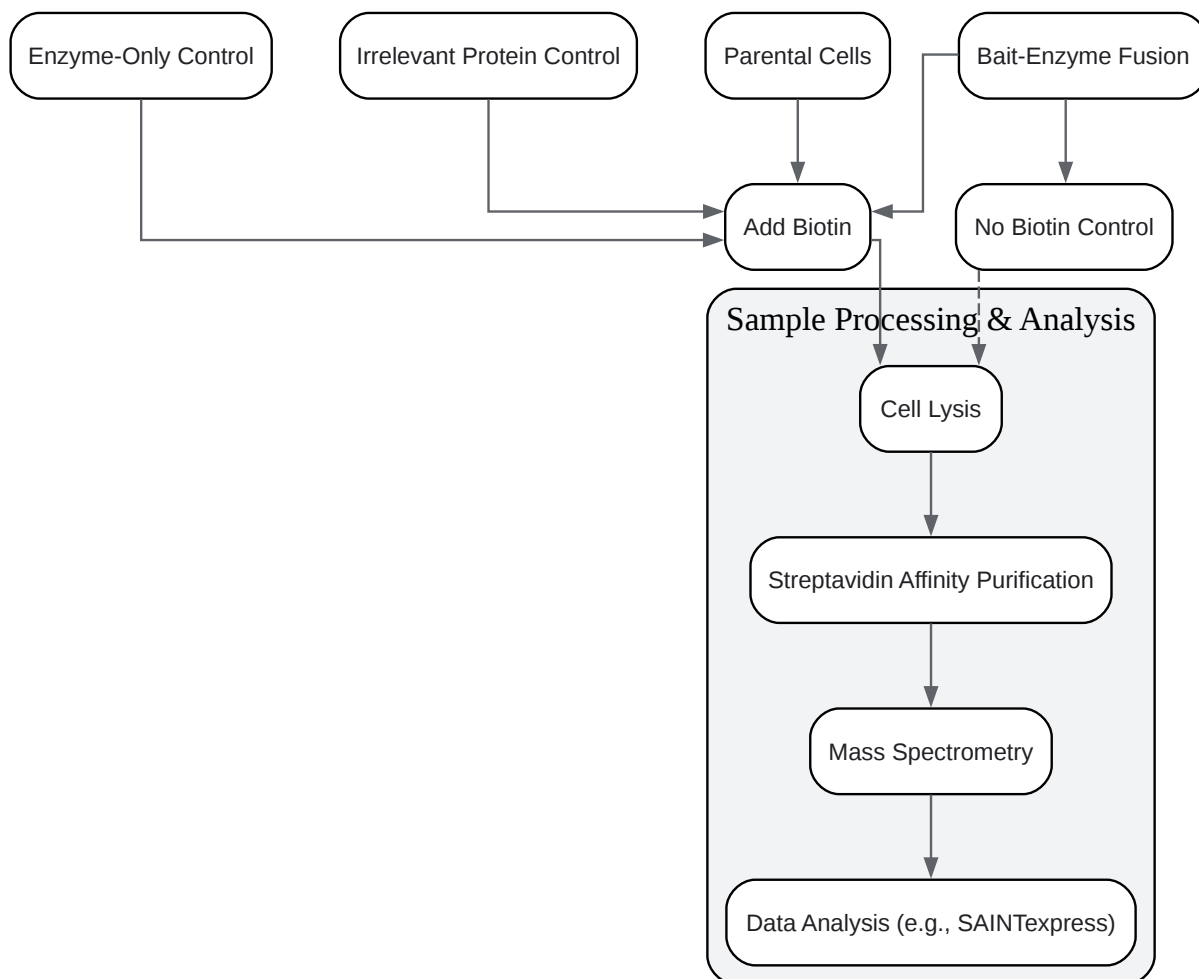 Enzyme-Only Control
Irrelevant Protein Control
Parental Cells
Bait-Enzyme Fusion
Add Biotin
No Biotin Control
Sample Processing & Analysis
Cell Lysis
Streptavidin Affinity Purification
Mass Spectrometry
Data Analysis (e.g., SAINTexpress)